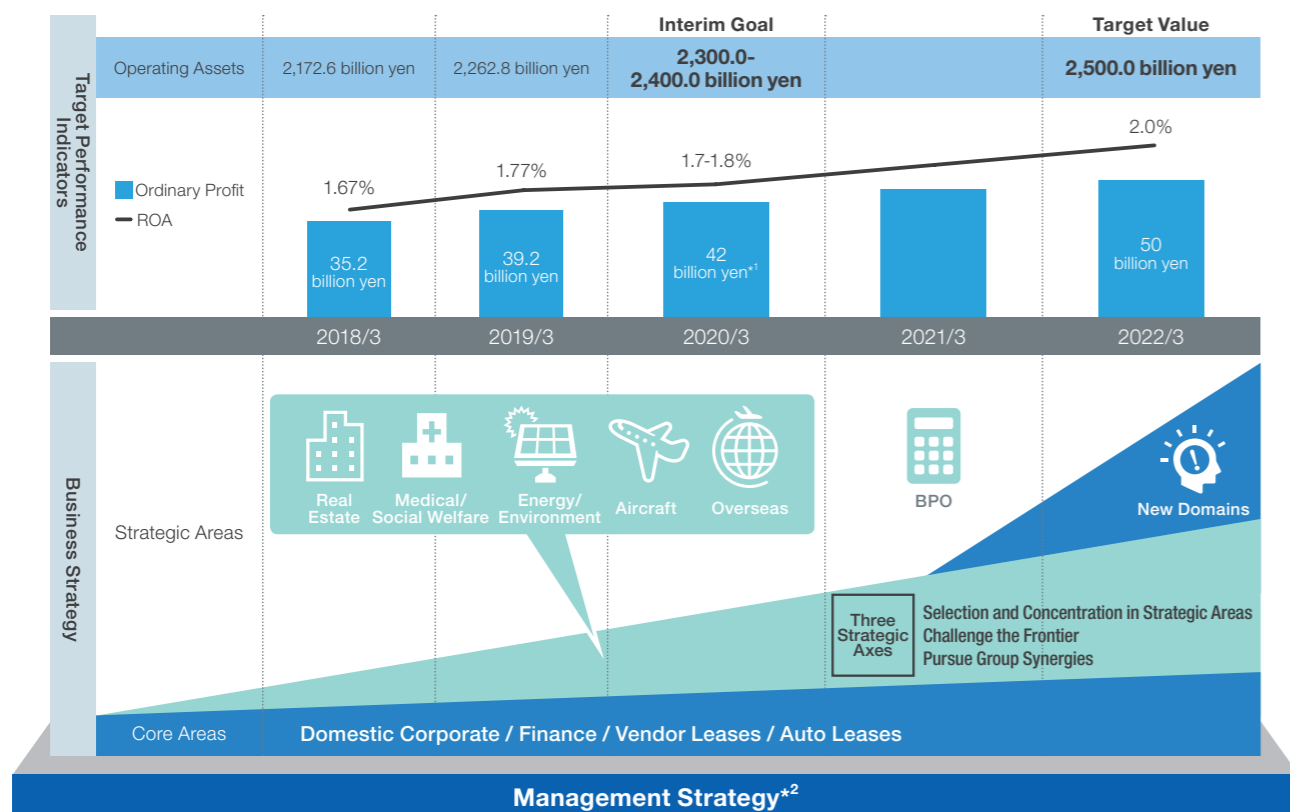 Interim Goal
Target Value
Target Performance
Indicators
Operating Assets
2,172.6 billion yen
2,262.8 billion yen
2,300.0-
2,400.0 billion yen
2,500.0 billion yen
Ordinary Profit
ROA
1.67%
1.77%
1.7-1.8%
2.0%
35.2
billion yen
39.2
billion yen
42
billion yen*1
50
billion yen
2018/3
2019/3
2020/3
2021/3
2022/3
Business Strategy
Strategic Areas
Real
Estate
Medical/
Social Welfare
Energy/
Environment
Aircraft
Overseas
BPO
New Domains
Three
Strategic
Axes
Selection and Concentration in Strategic Areas
Challenge the Frontier
Pursue Group Synergies
Core Areas
Domestic Corporate / Finance / Vendor Leases / Auto Leases
Management Strategy*2